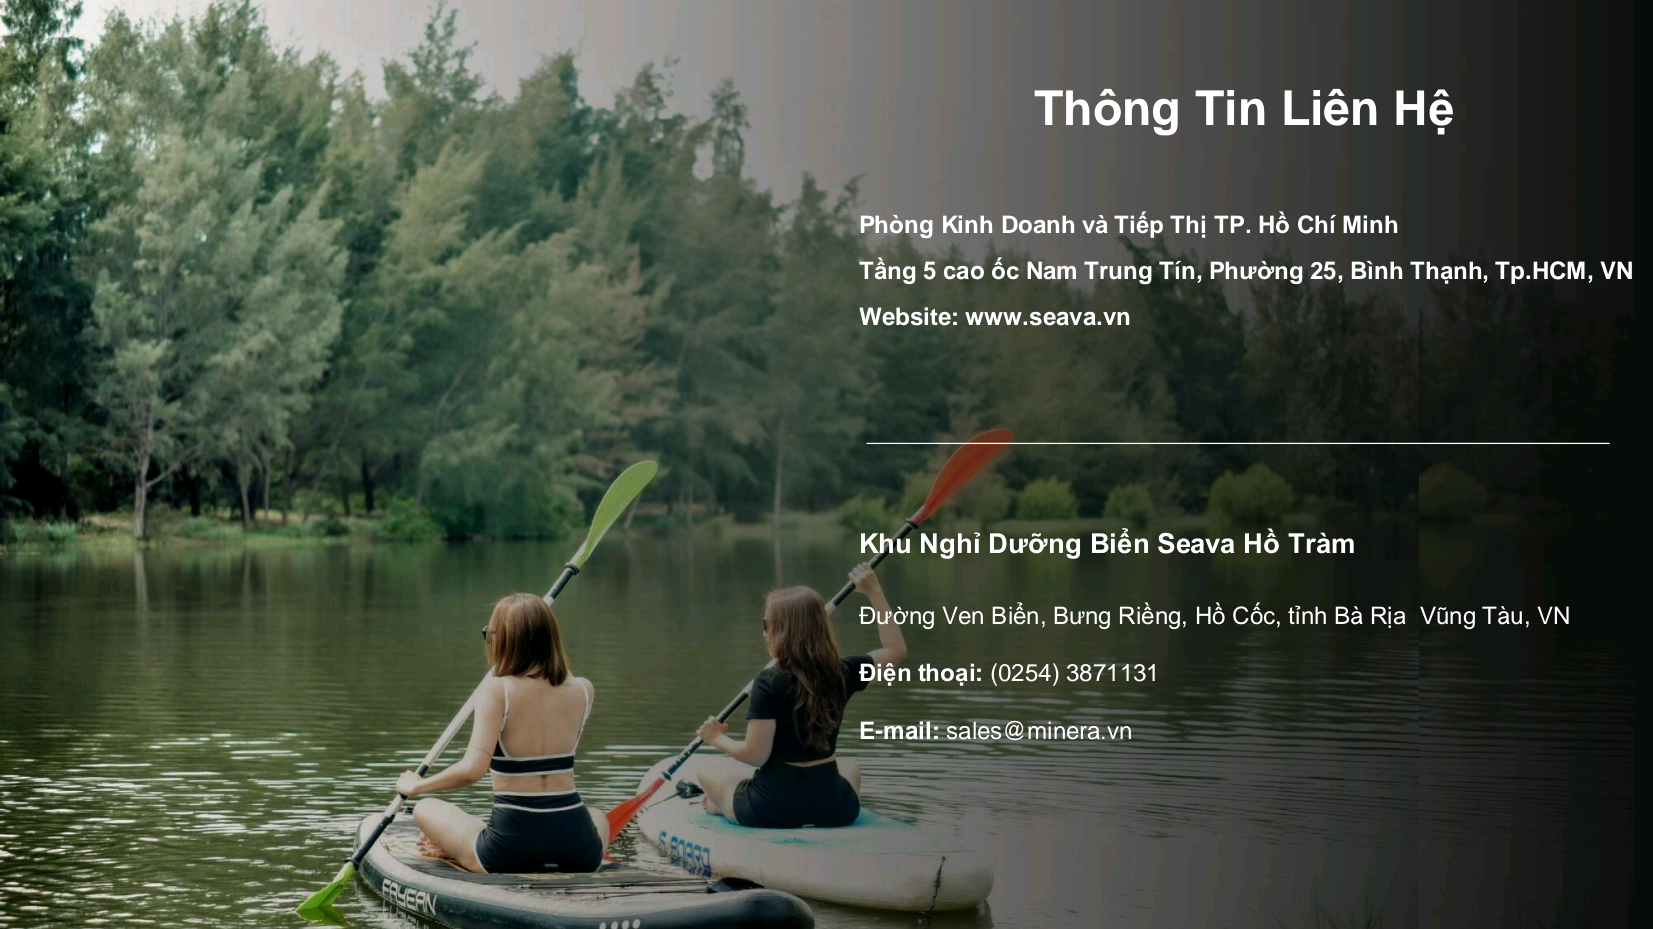 Thông Tin Liên Hệ
Phòng Kinh Doanh và Tiếp Thị TP. Hồ Chí Minh
Tầng 5 cao ốc Nam Trung Tín, Phường 25, Bình Thạnh, Tp.HCM, VN
Website: www.seava.vn
Khu Nghỉ Dưỡng Biển Seava Hồ Tràm
Đường Ven Biển, Bưng Riềng, Hồ Cốc, tỉnh Bà Rịa  Vũng Tàu, VN
Điện thoại: (0254) 3871131
E-mail: sales@minera.vn
FAYEAN